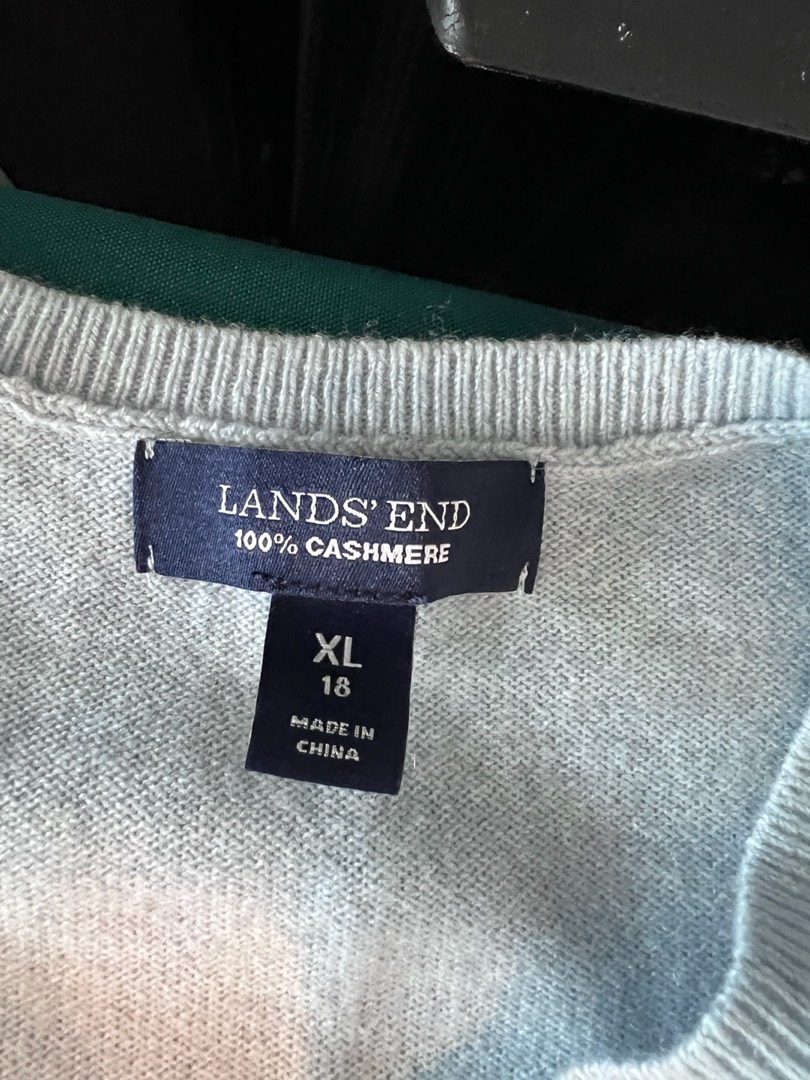 LANDS' END
100% CASHMERE
XL
18
MADE IN
CHINA